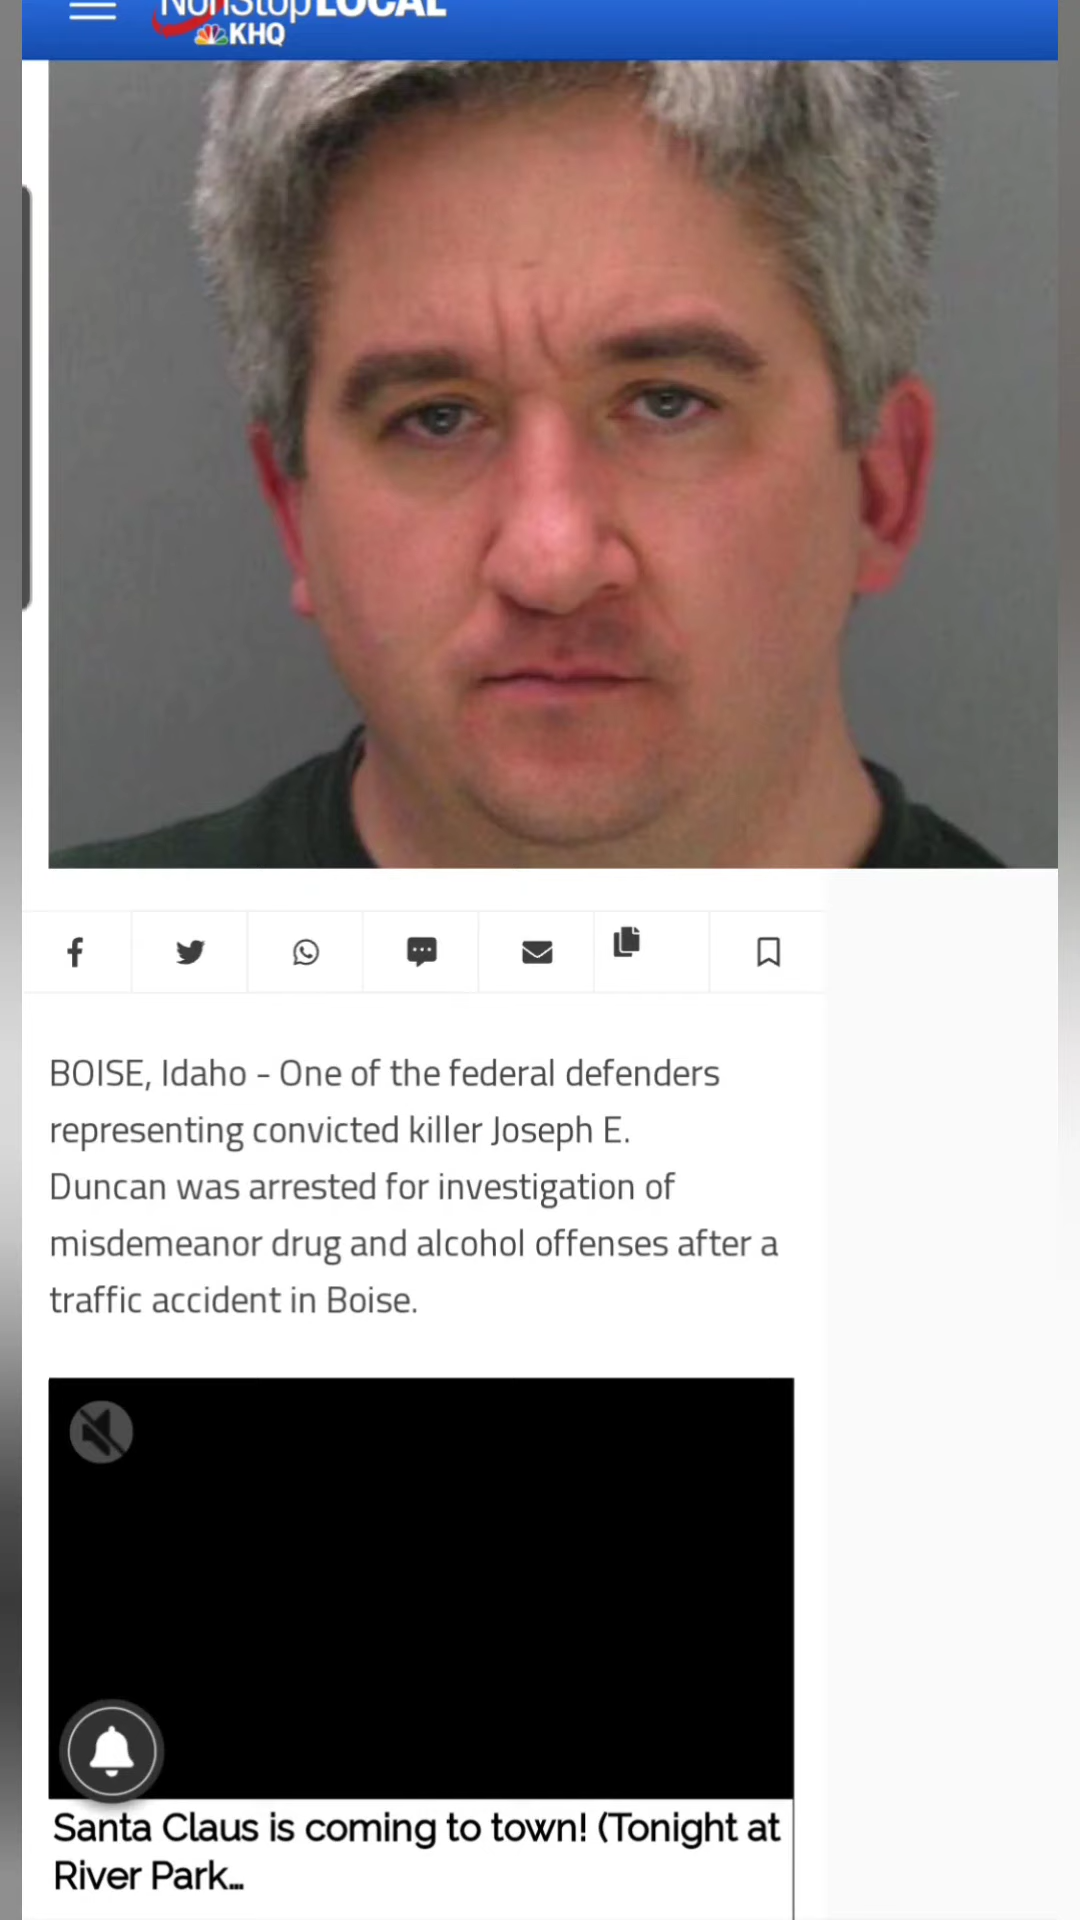 NonStop LOCAL
KHQ
BOISE, Idaho - One of the federal defenders
representing convicted killer Joseph E.
Duncan was arrested for investigation of
misdemeanor drug and alcohol offenses after a
traffic accident in Boise.
Santa Claus is coming to town! (Tonight at
River Park...